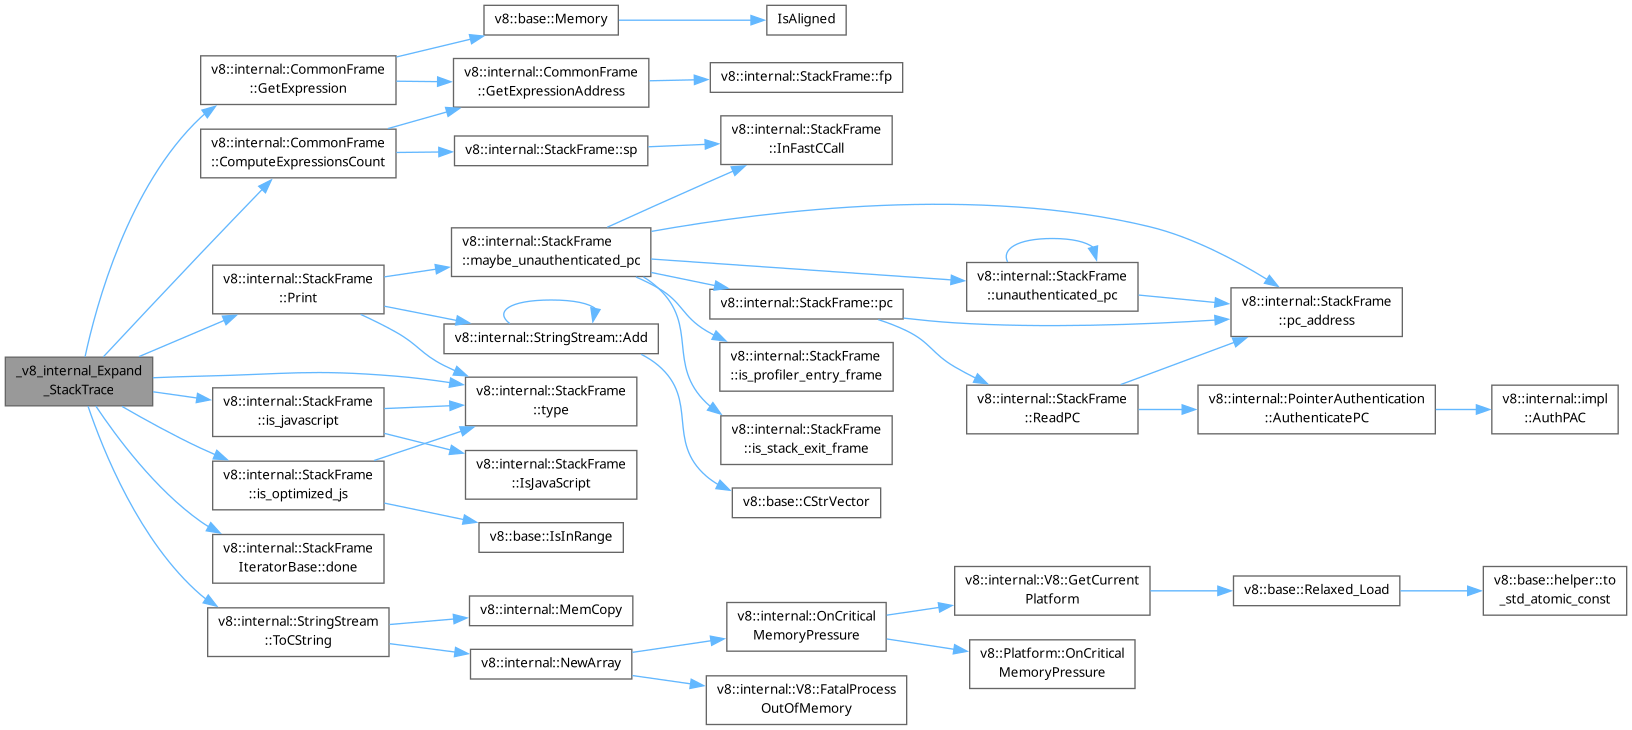 _v8_internal_Expand
_StackTrace
v8::internal::CommonFrame
::GetExpression
v8::base::Memory
IsAligned
v8::internal::CommonFrame
::GetExpressionAddress
v8::internal::StackFrame::fp
v8::internal::CommonFrame
::ComputeExpressionsCount
v8::internal::StackFrame::sp
v8::internal::StackFrame
::InFastCCall
v8::internal::StackFrame
::Print
v8::internal::StackFrame
::maybe_unauthenticated_pc
v8::internal::StackFrame::pc
v8::internal::StackFrame
::unauthenticated_pc
v8::internal::StackFrame
::pc_address
v8::internal::StringStream::Add
v8::internal::StackFrame
::is_profiler_entry_frame
v8::internal::StackFrame
::ReadPC
v8::internal::PointerAuthentication
::AuthenticatePC
v8::internal::impl
::AuthPAC
v8::internal::StackFrame
::is_javascript
v8::internal::StackFrame
::type
v8::internal::StackFrame
::is_stack_exit_frame
v8::internal::StackFrame
::is_optimized_js
v8::internal::StackFrame
::IsJavaScript
v8::base::CStrVector
v8::base::IsInRange
v8::internal::StackFrame
IteratorBase::done
v8::internal::StringStream
::ToCString
v8::internal::MemCopy
v8::internal::NewArray
v8::internal::OnCritical
MemoryPressure
v8::internal::V8::GetCurrent
Platform
v8::base::Relaxed_Load
v8::base::helper::to
_std_atomic_const
v8::Platform::OnCritical
MemoryPressure
v8::internal::V8::FatalProcess
OutOfMemory